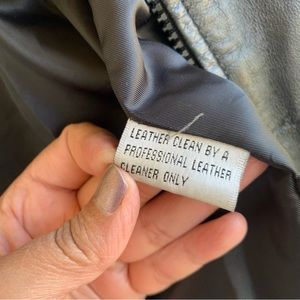 LEATHER CLEAN BY A
PROFESSIONAL LEATHER
CLEANER ONLY